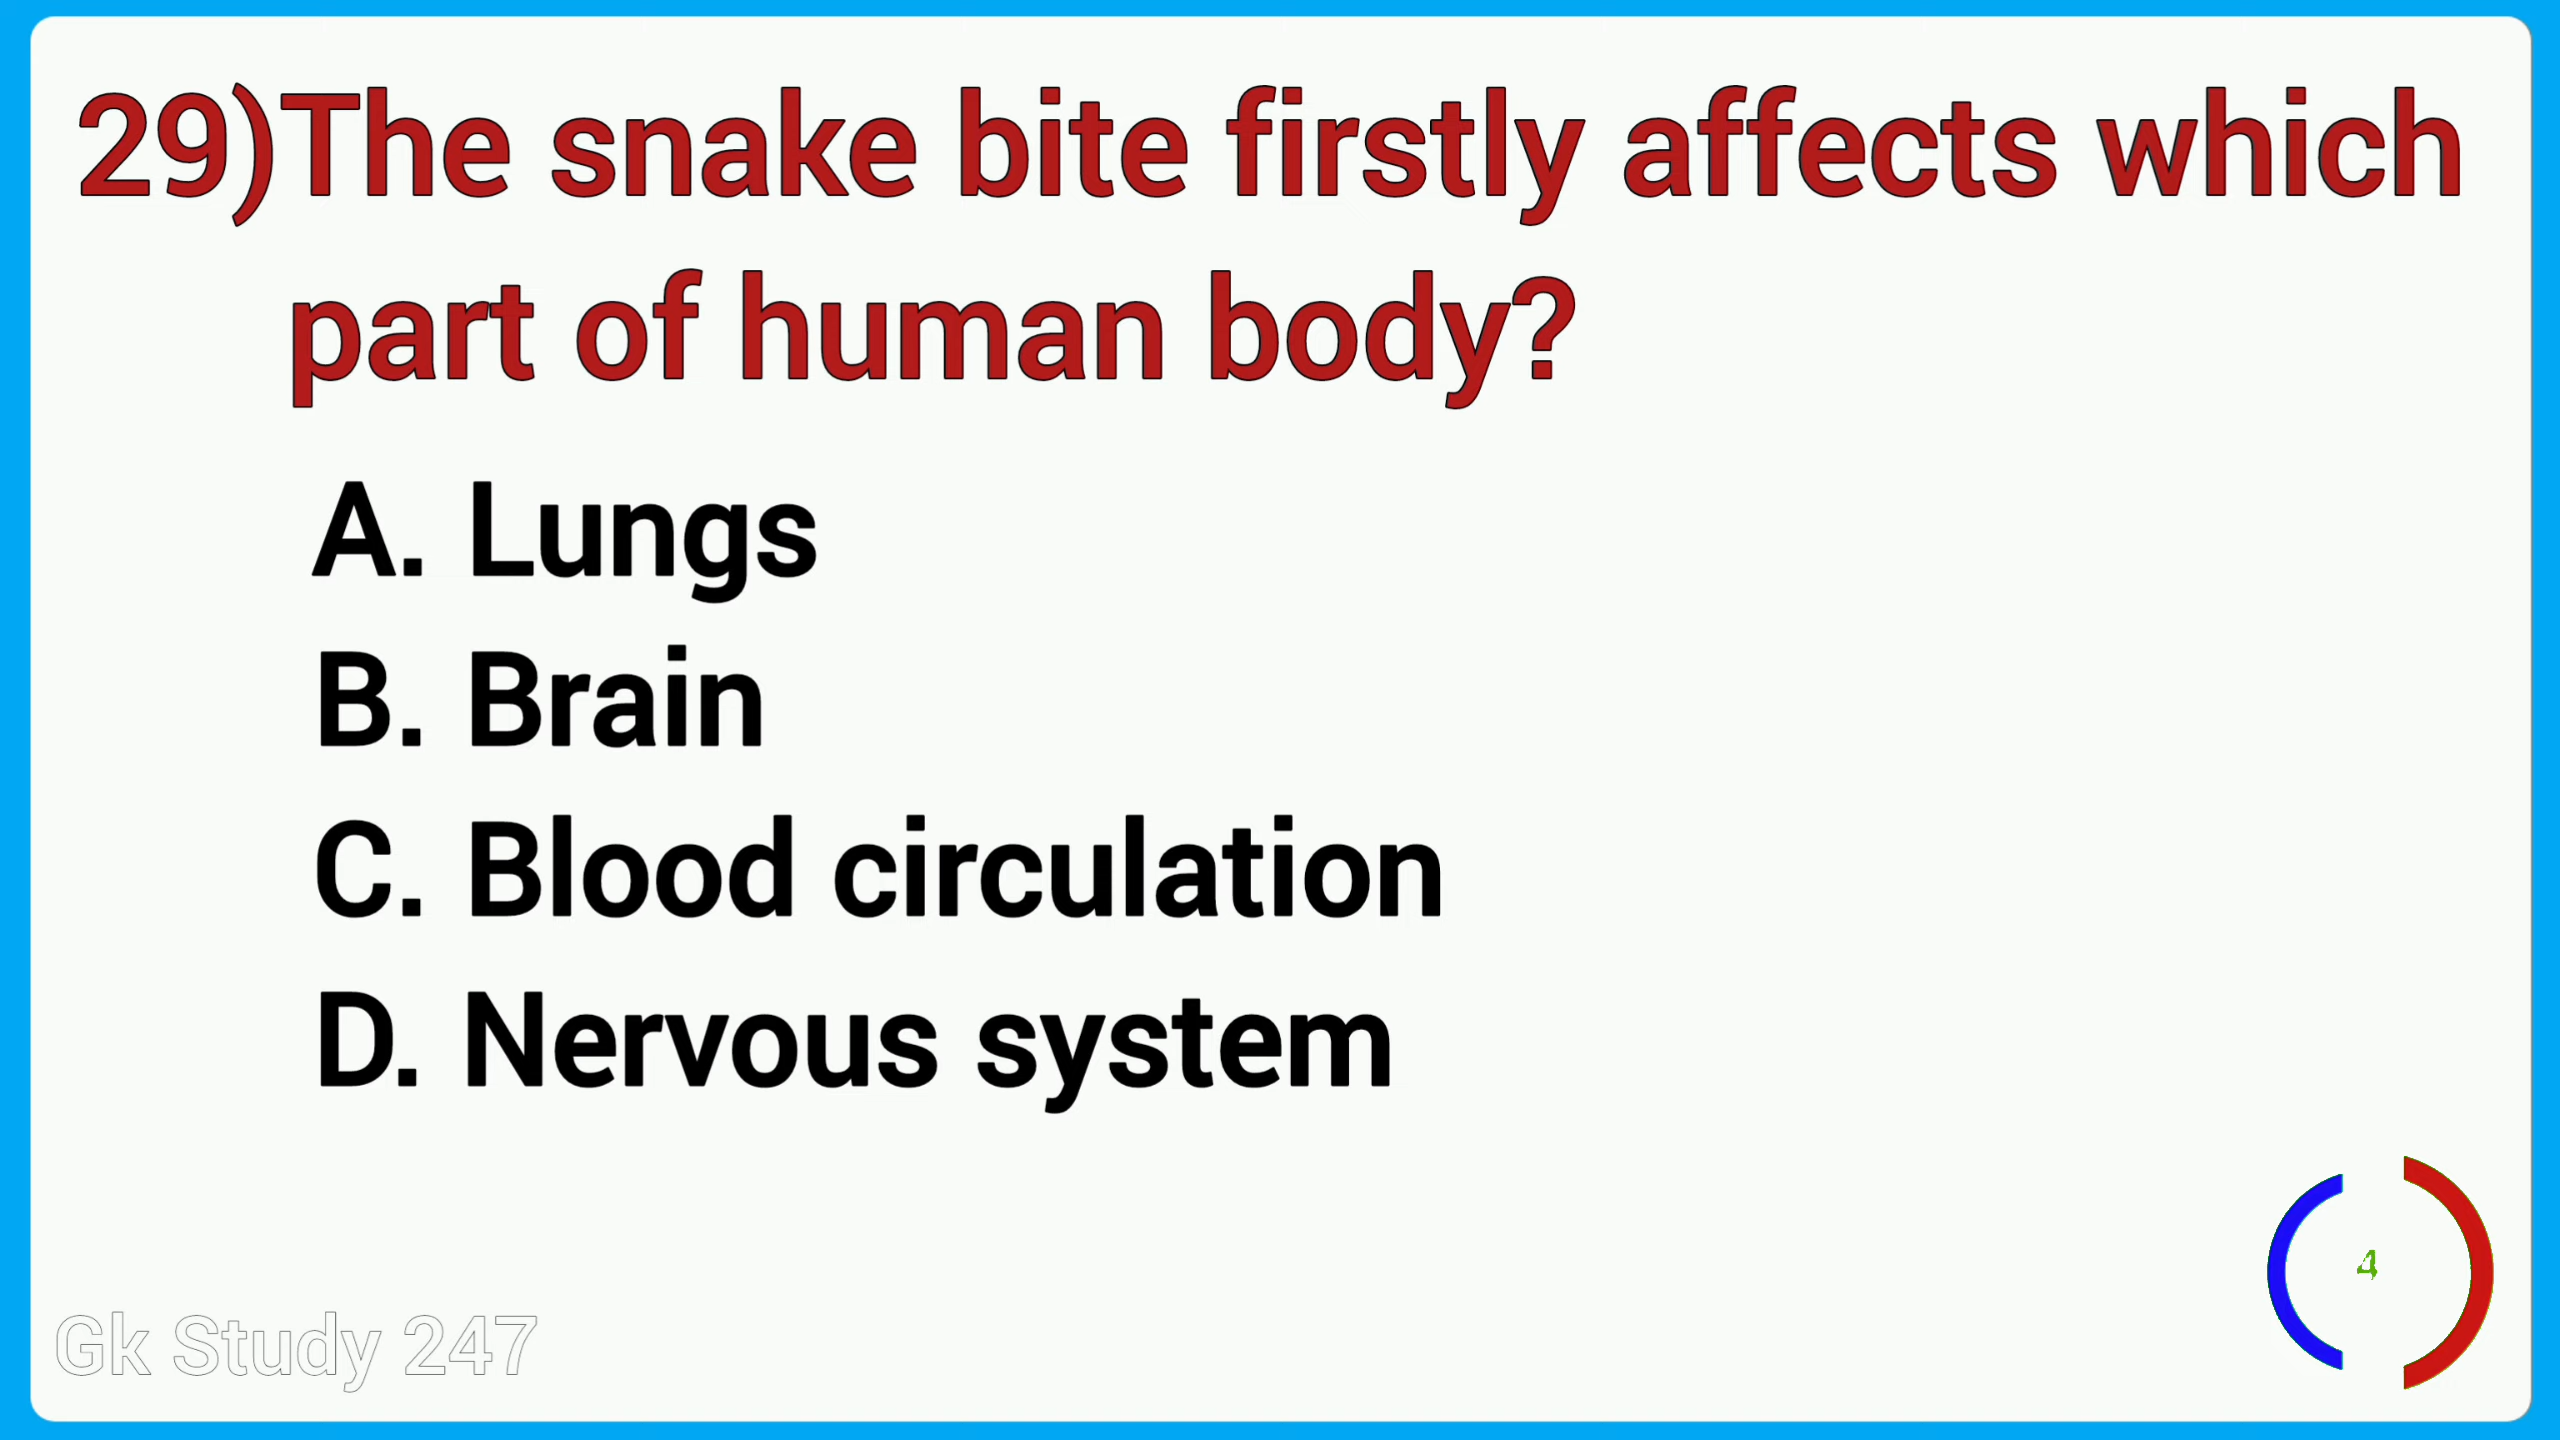 29)The snake bite firstly affects which
part of human body?
A. Lungs
B. Brain
C. Blood circulation
D. Nervous system
4
Gk Study 247